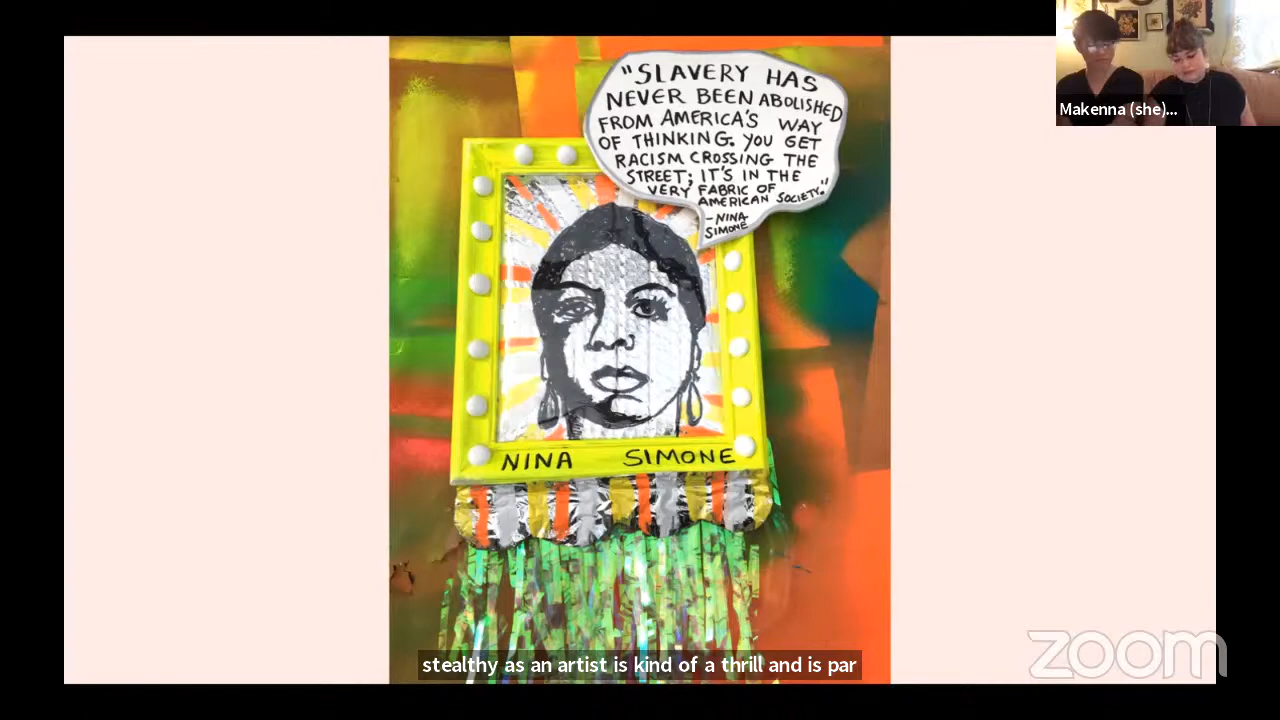 "SLAVERY HAS
NEVER BEEN ABOLISHED
FROM AMERICA'S WAY
OF THINKING. YOU GET
RACISM CROSSING THE
STREET; IT'S IN THE
VERY FABRIC OF
AMERICAN SOCIETY."
-NINA
SIMONE
NINA SIMONE
Makenna (she)...
stealthy as an artist is kind of a thrill and is par
zoom